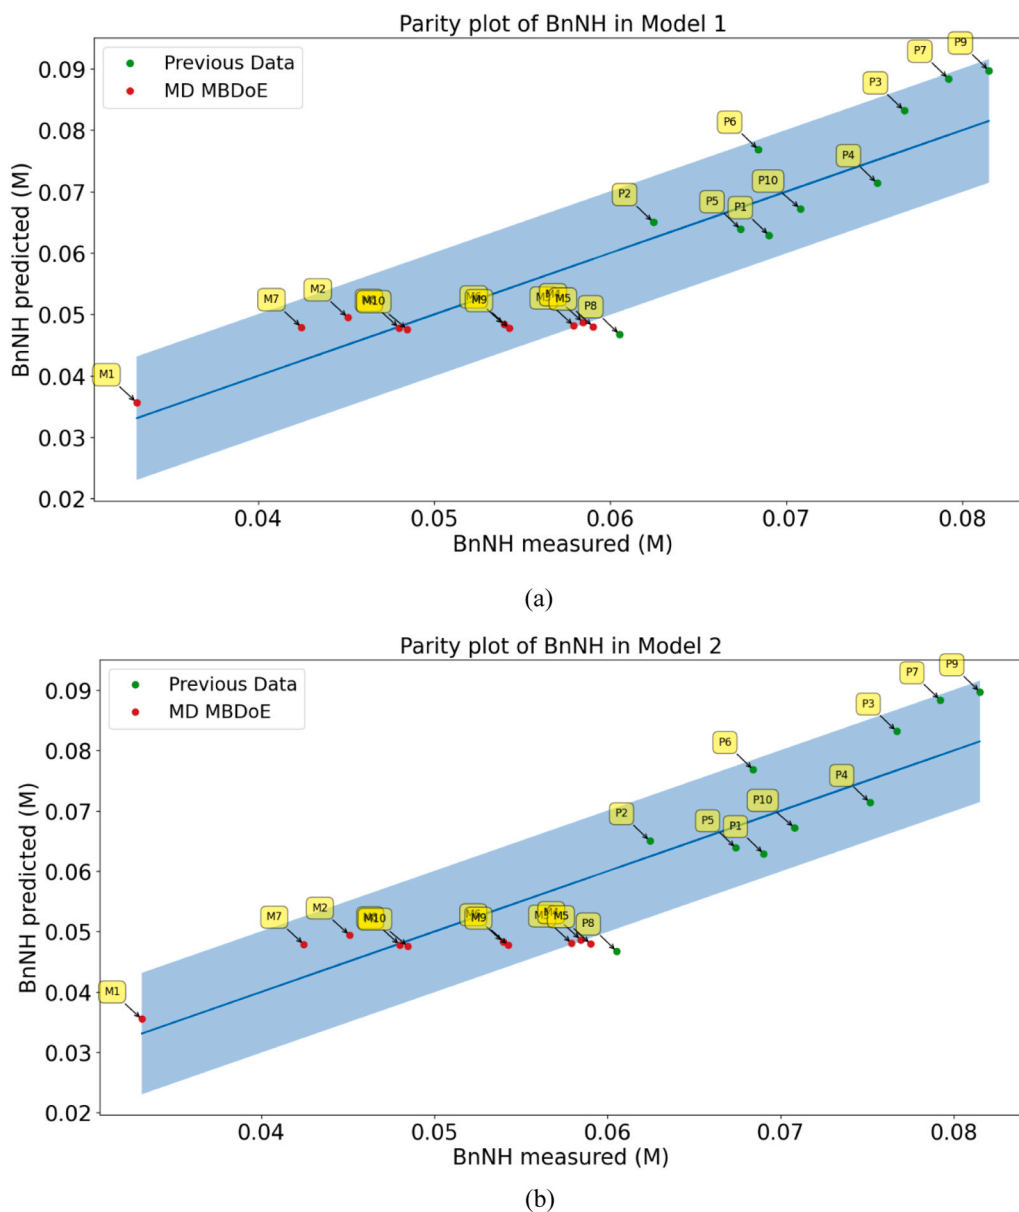 Parity plot of BnNH in Model 1
Previous Data
MD MBDoE
P9
P7
P3
P6
P4
P10
P2
P5
P1
M7
M2
M10
M9
M5
P8
M1
0.09
0.08
0.07
0.06
0.05
0.04
0.03
0.02
BnNH predicted (M)
0.04
0.05
0.06
0.07
0.08
BnNH measured (M)
(a)
Parity plot of BnNH in Model 2
Previous Data
MD MBDoE
P9
P7
P3
P6
P4
P10
P2
P5
P1
M7
M2
M10
M9
M5
P8
M1
0.09
0.08
0.07
0.06
0.05
0.04
0.03
0.02
BnNH predicted (M)
0.04
0.05
0.06
0.07
0.08
BnNH measured (M)
(b)